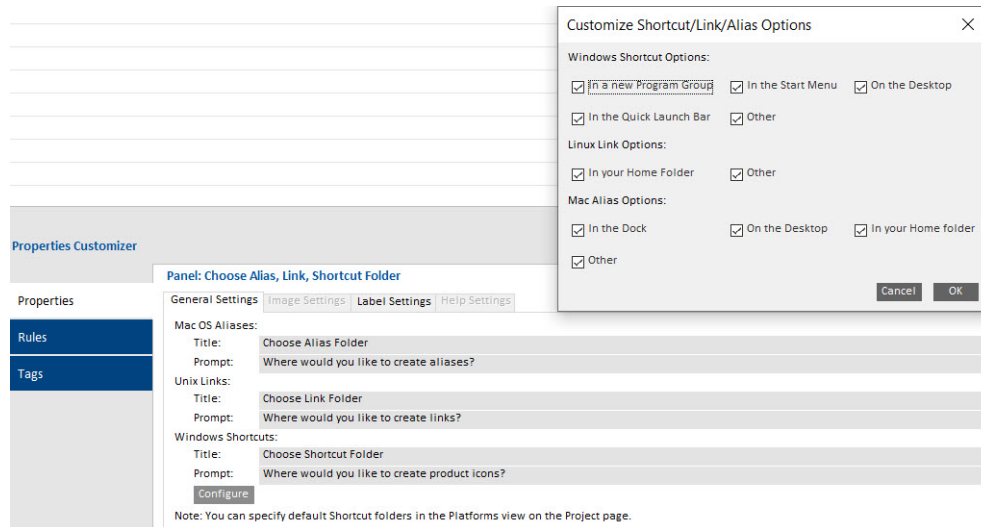 Customize Shortcut/Link/Alias Options
Windows Shortcut Options:
In a new Program Group In the Start Menu On the Desktop
In the Quick Launch Bar Other
Linux Link Options:
In your Home Folder Other
Mac Alias Options:
In the Dock On the Desktop In your Home folder
Other
Cancel OK
Properties Customizer
Panel: Choose Alias, Link, Shortcut Folder
Properties
Rules
Tags
General Settings Image Settings Label Settings Help Settings
Mac OS Aliases:
Title: Choose Alias Folder
Prompt: Where would you like to create aliases?
Unix Links:
Title: Choose Link Folder
Prompt: Where would you like to create links?
Windows Shortcuts:
Title: Choose Shortcut Folder
Prompt: Where would you like to create product icons?
Configure
Note: You can specify default Shortcut folders in the Platforms view on the Project page.